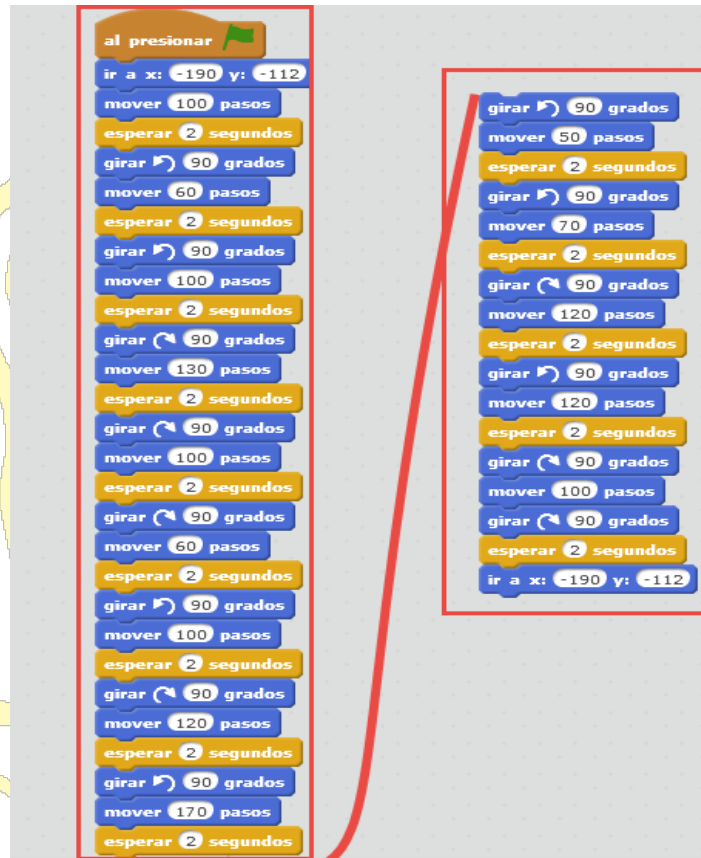 al presionar
ir a x: -190 y: -112
mover 100 pasos
esperar 2 segundos
girar 90 grados
mover 60 pasos
esperar 2 segundos
girar 90 grados
mover 100 pasos
esperar 2 segundos
girar 90 grados
mover 130 pasos
esperar 2 segundos
girar 90 grados
mover 100 pasos
esperar 2 segundos
girar 90 grados
mover 60 pasos
esperar 2 segundos
girar 90 grados
mover 100 pasos
esperar 2 segundos
girar 90 grados
mover 120 pasos
esperar 2 segundos
girar 90 grados
mover 170 pasos
esperar 2 segundos
girar 90 grados
mover 50 pasos
esperar 2 segundos
girar 90 grados
mover 70 pasos
esperar 2 segundos
girar 90 grados
mover 120 pasos
esperar 2 segundos
girar 90 grados
mover 120 pasos
esperar 2 segundos
girar 90 grados
mover 100 pasos
girar 90 grados
esperar 2 segundos
ir a x: -190 y: -112